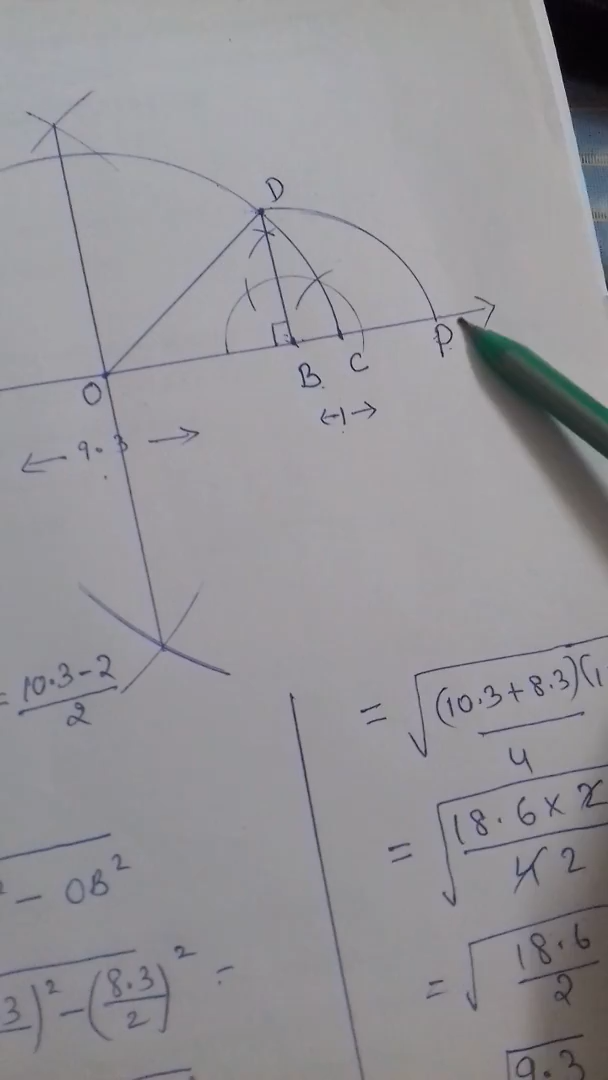 D
O B C P
← 9.3 → ←1→
= 10.3-2 / 2
= √(10.3+8.3)(1 / 4
= √18.6 × 2 / 4 2
- OB²
= √18.6 / 2
3)² - (8.3/2)² =
√9.3